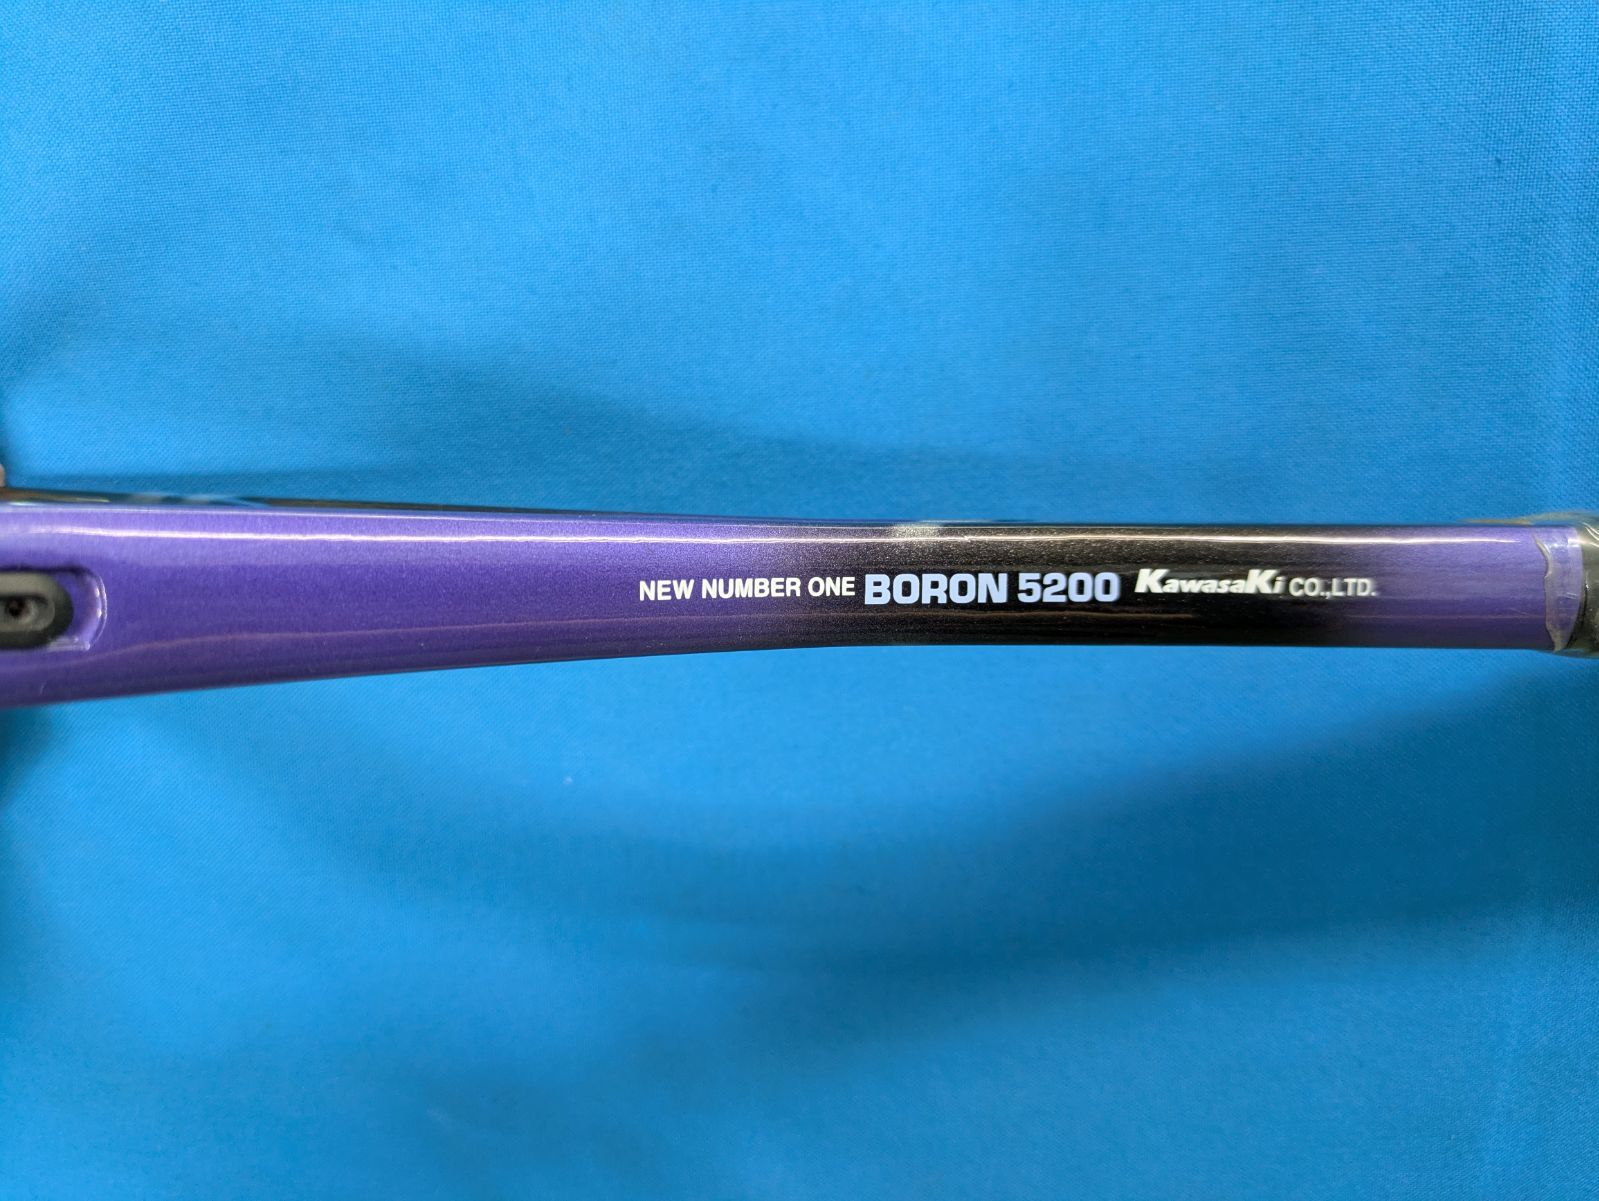 NEW NUMBER ONE BORON 5200 KawasaKi CO.,LTD.